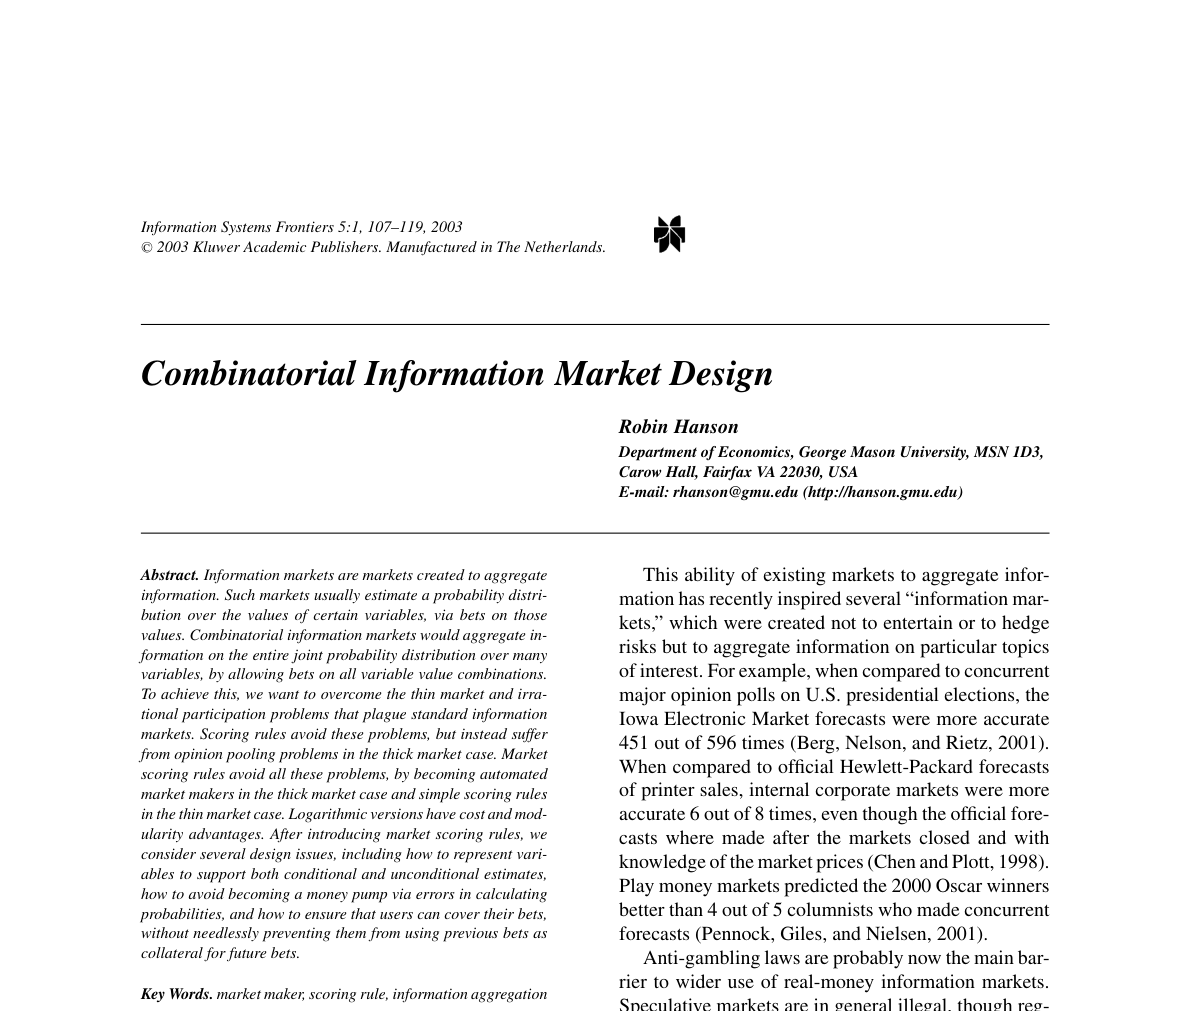 Information Systems Frontiers 5:1, 107–119, 2003
© 2003 Kluwer Academic Publishers. Manufactured in The Netherlands.
Combinatorial Information Market Design
Robin Hanson
Department of Economics, George Mason University, MSN 1D3,
Carow Hall, Fairfax VA 22030, USA
E-mail: rhanson@gmu.edu (http://hanson.gmu.edu)
Abstract. Information markets are markets created to aggregate
information. Such markets usually estimate a probability distri-
bution over the values of certain variables, via bets on those
values. Combinatorial information markets would aggregate in-
formation on the entire joint probability distribution over many
variables, by allowing bets on all variable value combinations.
To achieve this, we want to overcome the thin market and irra-
tional participation problems that plague standard information
markets. Scoring rules avoid these problems, but instead suffer
from opinion pooling problems in the thick market case. Market
scoring rules avoid all these problems, by becoming automated
market makers in the thick market case and simple scoring rules
in the thin market case. Logarithmic versions have cost and mod-
ularity advantages. After introducing market scoring rules, we
consider several design issues, including how to represent vari-
ables to support both conditional and unconditional estimates,
how to avoid becoming a money pump via errors in calculating
probabilities, and how to ensure that users can cover their bets,
without needlessly preventing them from using previous bets as
collateral for future bets.
Key Words. market maker, scoring rule, information aggregation
This ability of existing markets to aggregate infor-
mation has recently inspired several “information mar-
kets,” which were created not to entertain or to hedge
risks but to aggregate information on particular topics
of interest. For example, when compared to concurrent
major opinion polls on U.S. presidential elections, the
Iowa Electronic Market forecasts were more accurate
451 out of 596 times (Berg, Nelson, and Rietz, 2001).
When compared to official Hewlett-Packard forecasts
of printer sales, internal corporate markets were more
accurate 6 out of 8 times, even though the official fore-
casts where made after the markets closed and with
knowledge of the market prices (Chen and Plott, 1998).
Play money markets predicted the 2000 Oscar winners
better than 4 out of 5 columnists who made concurrent
forecasts (Pennock, Giles, and Nielsen, 2001).
Anti-gambling laws are probably now the main bar-
rier to wider use of real-money information markets.
Speculative markets are in general illegal, though reg-